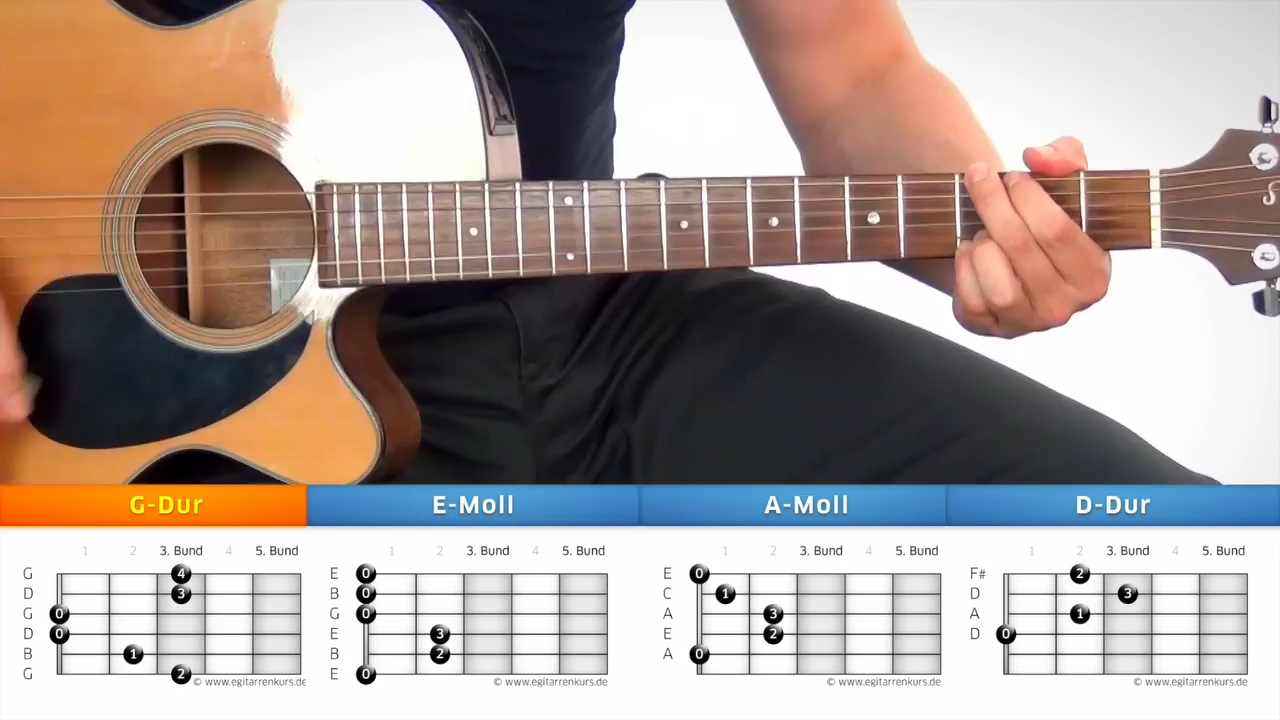 G-Dur E-Moll A-Moll D-Dur
1 2 3. Bund 4 5. Bund 1 2 3. Bund 4 5. Bund 1 2 3. Bund 4 5. Bund 1 2 3. Bund 4 5. Bund
G 4 E 0 E 0 F# 2
D 3 B 0 C 1 D 3
G 0 G 0 A 3 A 1
D 0 E 3 E 2 D 0
B 1 B 2 A 0
G 2 E 0
© www.egitarrenkurs.de © www.egitarrenkurs.de © www.egitarrenkurs.de © www.egitarrenkurs.de